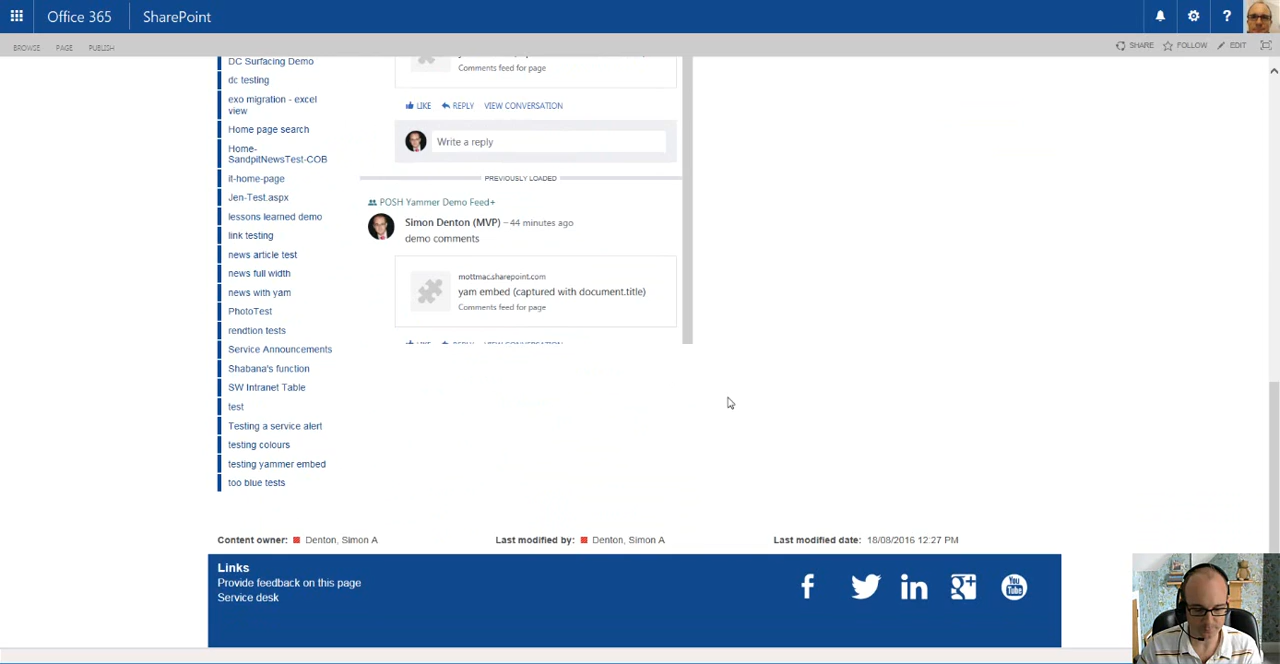 Office 365
SharePoint
?
BROWSE
PAGE
PUBLISH
SHARE
FOLLOW
EDIT
DC Surfacing Demo
dc testing
exo migration - excel
view
Home page search
Home-
SandpitNewsTest-COB
it-home-page
Jen-Test.aspx
lessons learned demo
link testing
news article test
news full width
news with yam
PhotoTest
rendtion tests
Service Announcements
Shabana's function
SW Intranet Table
test
Testing a service alert
testing colours
testing yammer embed
too blue tests
Comments feed for page
LIKE
REPLY
VIEW CONVERSATION
Write a reply
PREVIOUSLY LOADED
POSH Yammer Demo Feed+
Simon Denton (MVP) – 44 minutes ago
demo comments
mottmac.sharepoint.com
yam embed (captured with document.title)
Comments feed for page
LIKE
REPLY
VIEW CONVERSATION
Content owner: Denton, Simon A
Last modified by: Denton, Simon A
Last modified date: 18/08/2016 12:27 PM
Links
Provide feedback on this page
Service desk
You
Tube